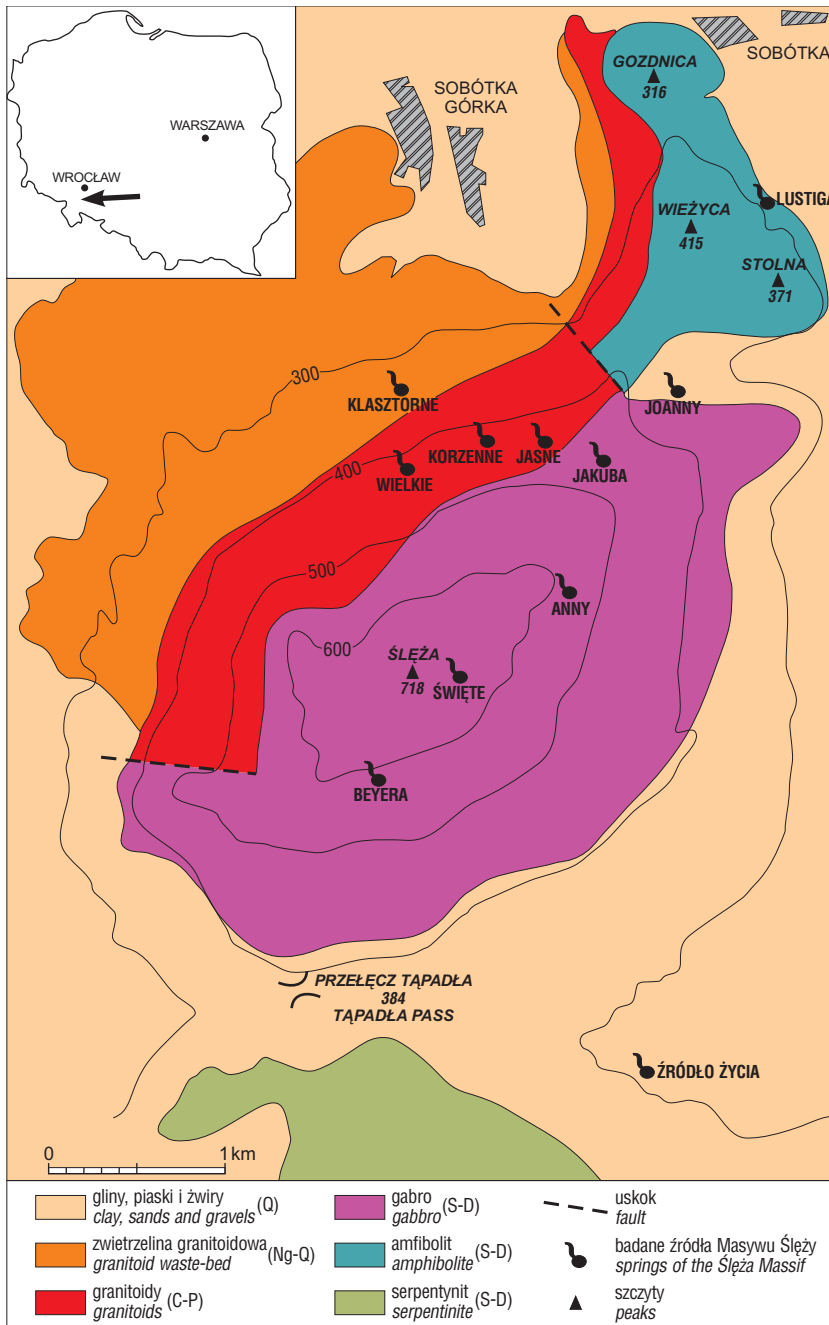 WARSZAWA
WROCŁAW
SOBÓTKA
GÓRKA
GOZDNICA
316
SOBÓTKA
WIEŻYCA
415
LUSTIGA
STOLNA
371
300
KLASZTORNE
JOANNY
400
KORZENNE
JASNE
WIELKIE
JAKUBA
500
ANNY
600
ŚLĘŻA
718
ŚWIĘTE
BEYERA
PRZEŁĘCZ TĄPADŁA
384
TĄPADŁA PASS
ŹRÓDŁO ŻYCIA
0 1 km
gliny, piaski i żwiry
clay, sands and gravels (Q)
zwietrzelina granitoidowa
granitoid waste-bed (Ng-Q)
granitoidy
granitoids (C-P)
gabro
gabbro (S-D)
amfibolit
amphibolite (S-D)
serpentynit
serpentinite (S-D)
uskok
fault
badane źródła Masywu Ślęży
springs of the Ślęża Massif
szczyty
peaks